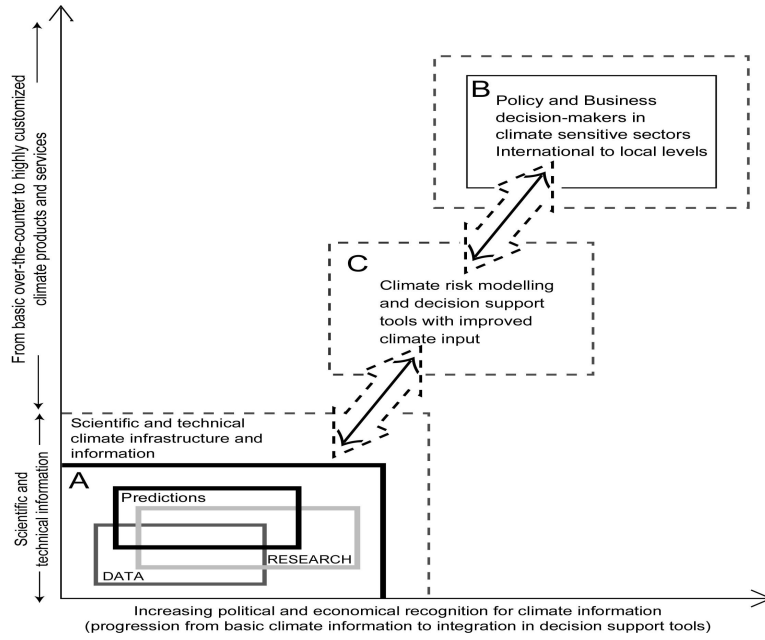 From basic over-the-counter to highly customized
climate products and services
B
Policy and Business
decision-makers in
climate sensitive sectors
International to local levels
C
Climate risk modelling
and decision support
tools with improved
climate input
Scientific and
technical information
Scientific and technical
climate infrastructure and
information
A
Predictions
RESEARCH
DATA
Increasing political and economical recognition for climate information
(progression from basic climate information to integration in decision support tools)